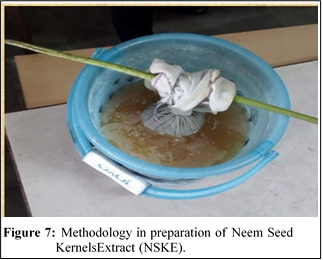 Figure 7: Methodology in preparation of Neem Seed
KernelsExtract (NSKE).